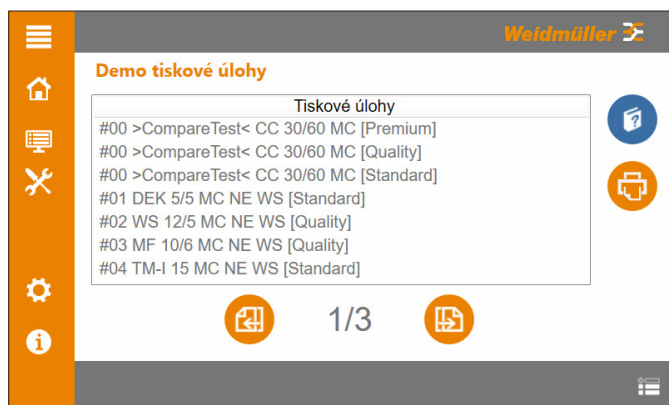 Weidmüller
Demo tiskové úlohy
Tiskové úlohy
#00 >CompareTest< CC 30/60 MC [Premium]
#00 >CompareTest< CC 30/60 MC [Quality]
#00 >CompareTest< CC 30/60 MC [Standard]
#01 DEK 5/5 MC NE WS [Standard]
#02 WS 12/5 MC NE WS [Quality]
#03 MF 10/6 MC NE WS [Quality]
#04 TM-I 15 MC NE WS [Standard]
1/3